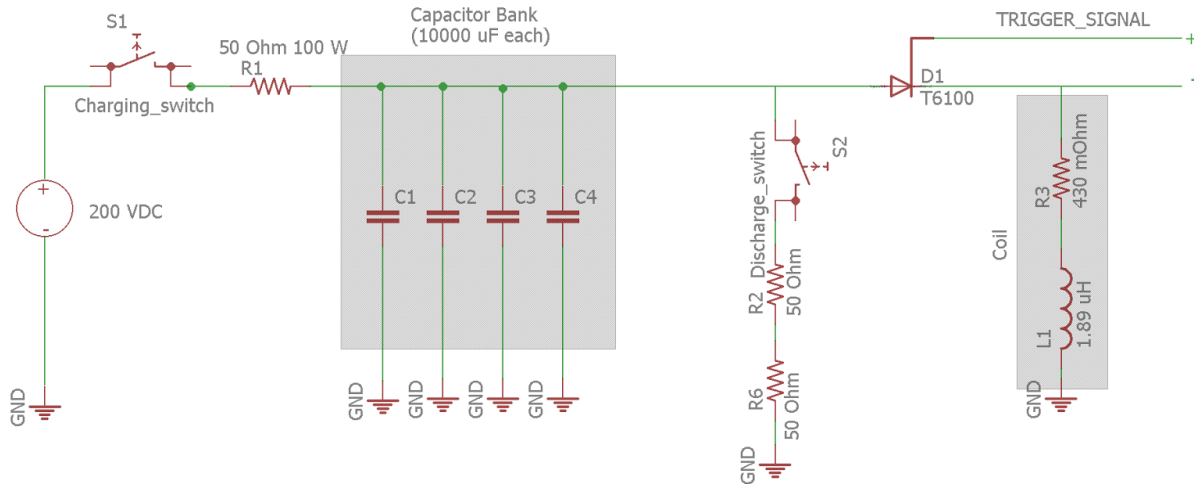 S1
Charging_switch
50 Ohm 100 W
R1
Capacitor Bank
(10000 uF each)
TRIGGER_SIGNAL
+
-
D1
T6100
+
-
200 VDC
C1
C2
C3
C4
S2
Discharge_switch
R2
50 Ohm
R6
50 Ohm
Coil
R3
430 mOhm
L1
1.89 uH
GND
GND
GND
GND
GND
GND
GND